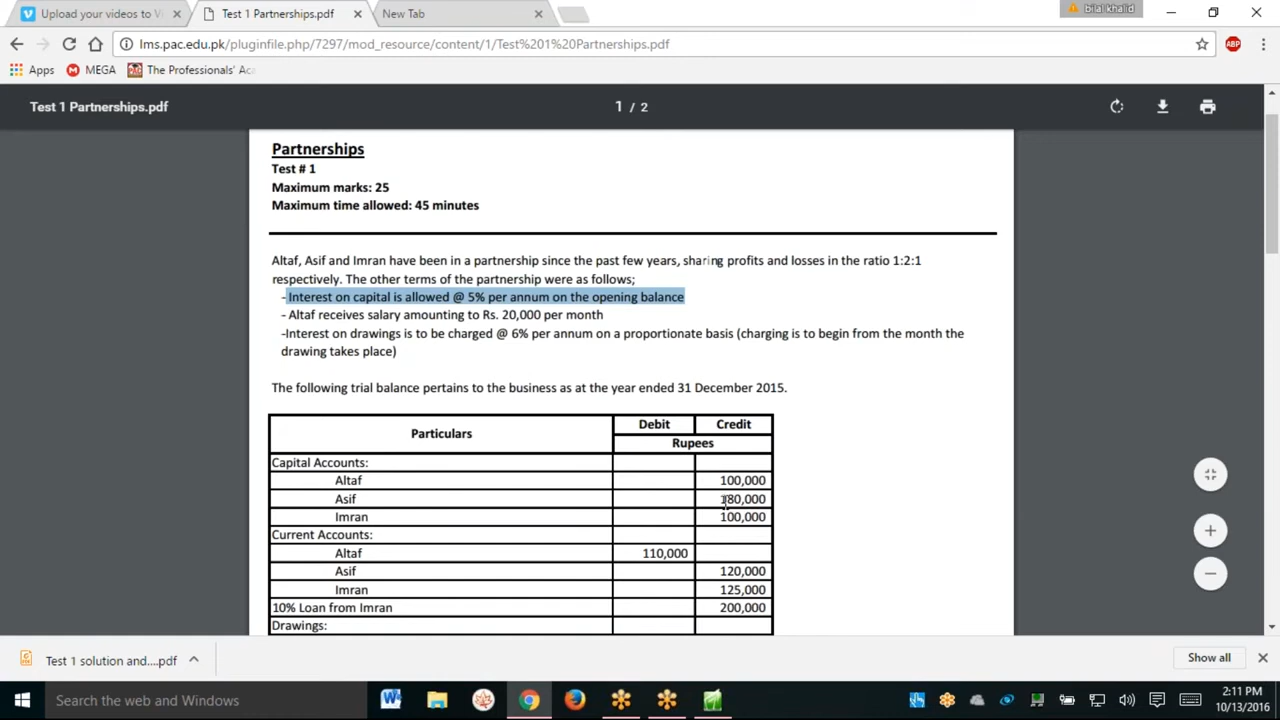 Upload your videos to Vi
Test 1 Partnerships.pdf
New Tab
bilal khalid
lms.pac.edu.pk/pluginfile.php/7297/mod_resource/content/1/Test%201%20Partnerships.pdf
ABP
Apps
MEGA
The Professionals' Aca
Test 1 Partnerships.pdf
1 / 2
Partnerships
Test # 1
Maximum marks: 25
Maximum time allowed: 45 minutes
Altaf, Asif and Imran have been in a partnership since the past few years, sharing profits and losses in the ratio 1:2:1
respectively. The other terms of the partnership were as follows;
- Interest on capital is allowed @ 5% per annum on the opening balance
- Altaf receives salary amounting to Rs. 20,000 per month
-Interest on drawings is to be charged @ 6% per annum on a proportionate basis (charging is to begin from the month the
drawing takes place)
The following trial balance pertains to the business as at the year ended 31 December 2015.
Particulars Debit Credit
Rupees
Capital Accounts:
Altaf 100,000
Asif 180,000
Imran 100,000
Current Accounts:
Altaf 110,000
Asif 120,000
Imran 125,000
10% Loan from Imran 200,000
Drawings:
Test 1 solution and....pdf
Show all
Search the web and Windows
2:11 PM
10/13/2016